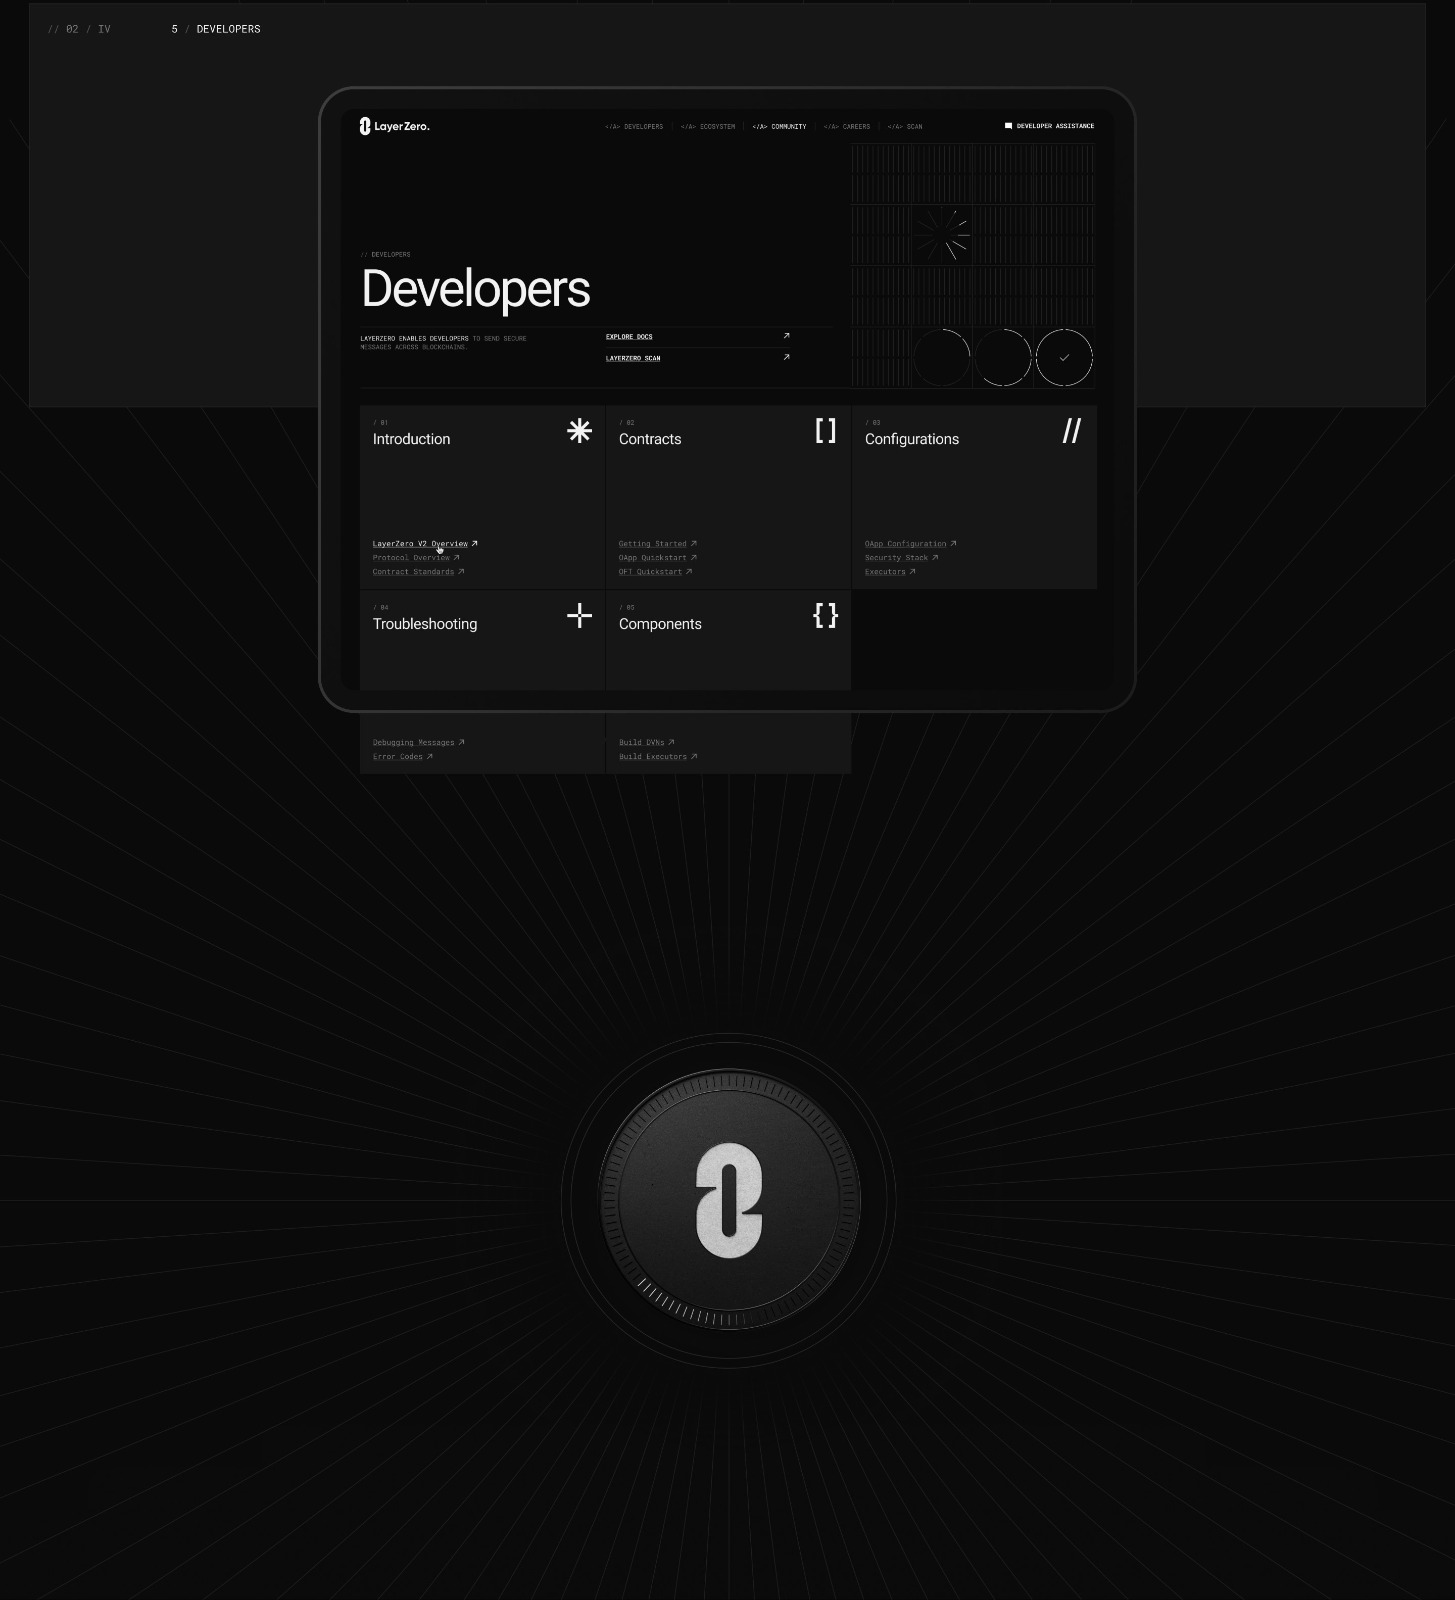 // 02 / IV
5 / DEVELOPERS
LayerZero.
</A> DEVELOPERS
</A> ECOSYSTEM
</A> COMMUNITY
</A> CAREERS
</A> SCAN
DEVELOPER ASSISTANCE
// DEVELOPERS
Developers
LAYERZERO ENABLES DEVELOPERS TO SEND SECURE
MESSAGES ACROSS BLOCKCHAINS.
EXPLORE DOCS
LAYERZERO SCAN
/ 01
Introduction
LayerZero V2 Overview
Protocol Overview
Contract Standards
/ 02
Contracts
[ ]
Getting Started
OApp Quickstart
OFT Quickstart
/ 03
Configurations
//
OApp Configuration
Security Stack
Executors
/ 04
Troubleshooting
Debugging Messages
Error Codes
/ 05
Components
{ }
Build DVNs
Build Executors